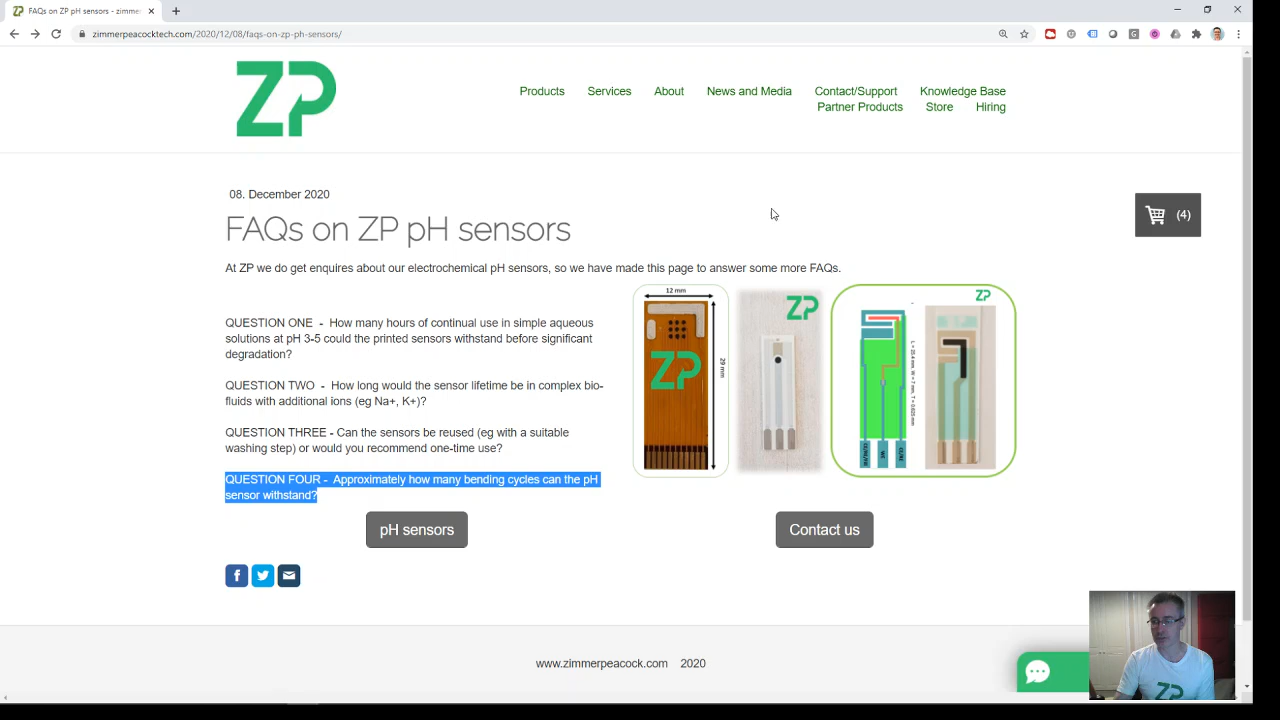 FAQs on ZP pH sensors - zimmer
zimmerpeacocktech.com/2020/12/08/faqs-on-zp-ph-sensors/
ZP
Products
Services
About
News and Media
Contact/Support
Knowledge Base
Partner Products
Store
Hiring
08. December 2020
(4)
FAQs on ZP pH sensors
At ZP we do get enquires about our electrochemical pH sensors, so we have made this page to answer some more FAQs.
QUESTION ONE - How many hours of continual use in simple aqueous
solutions at pH 3-5 could the printed sensors withstand before significant
degradation?
QUESTION TWO - How long would the sensor lifetime be in complex bio-
fluids with additional ions (eg Na+, K+)?
QUESTION THREE - Can the sensors be reused (eg with a suitable
washing step) or would you recommend one-time use?
QUESTION FOUR - Approximately how many bending cycles can the pH
sensor withstand?
12 mm
29 mm
ZP
ZP
ZP
WE
pH sensors
Contact us
www.zimmerpeacock.com 2020
ZP